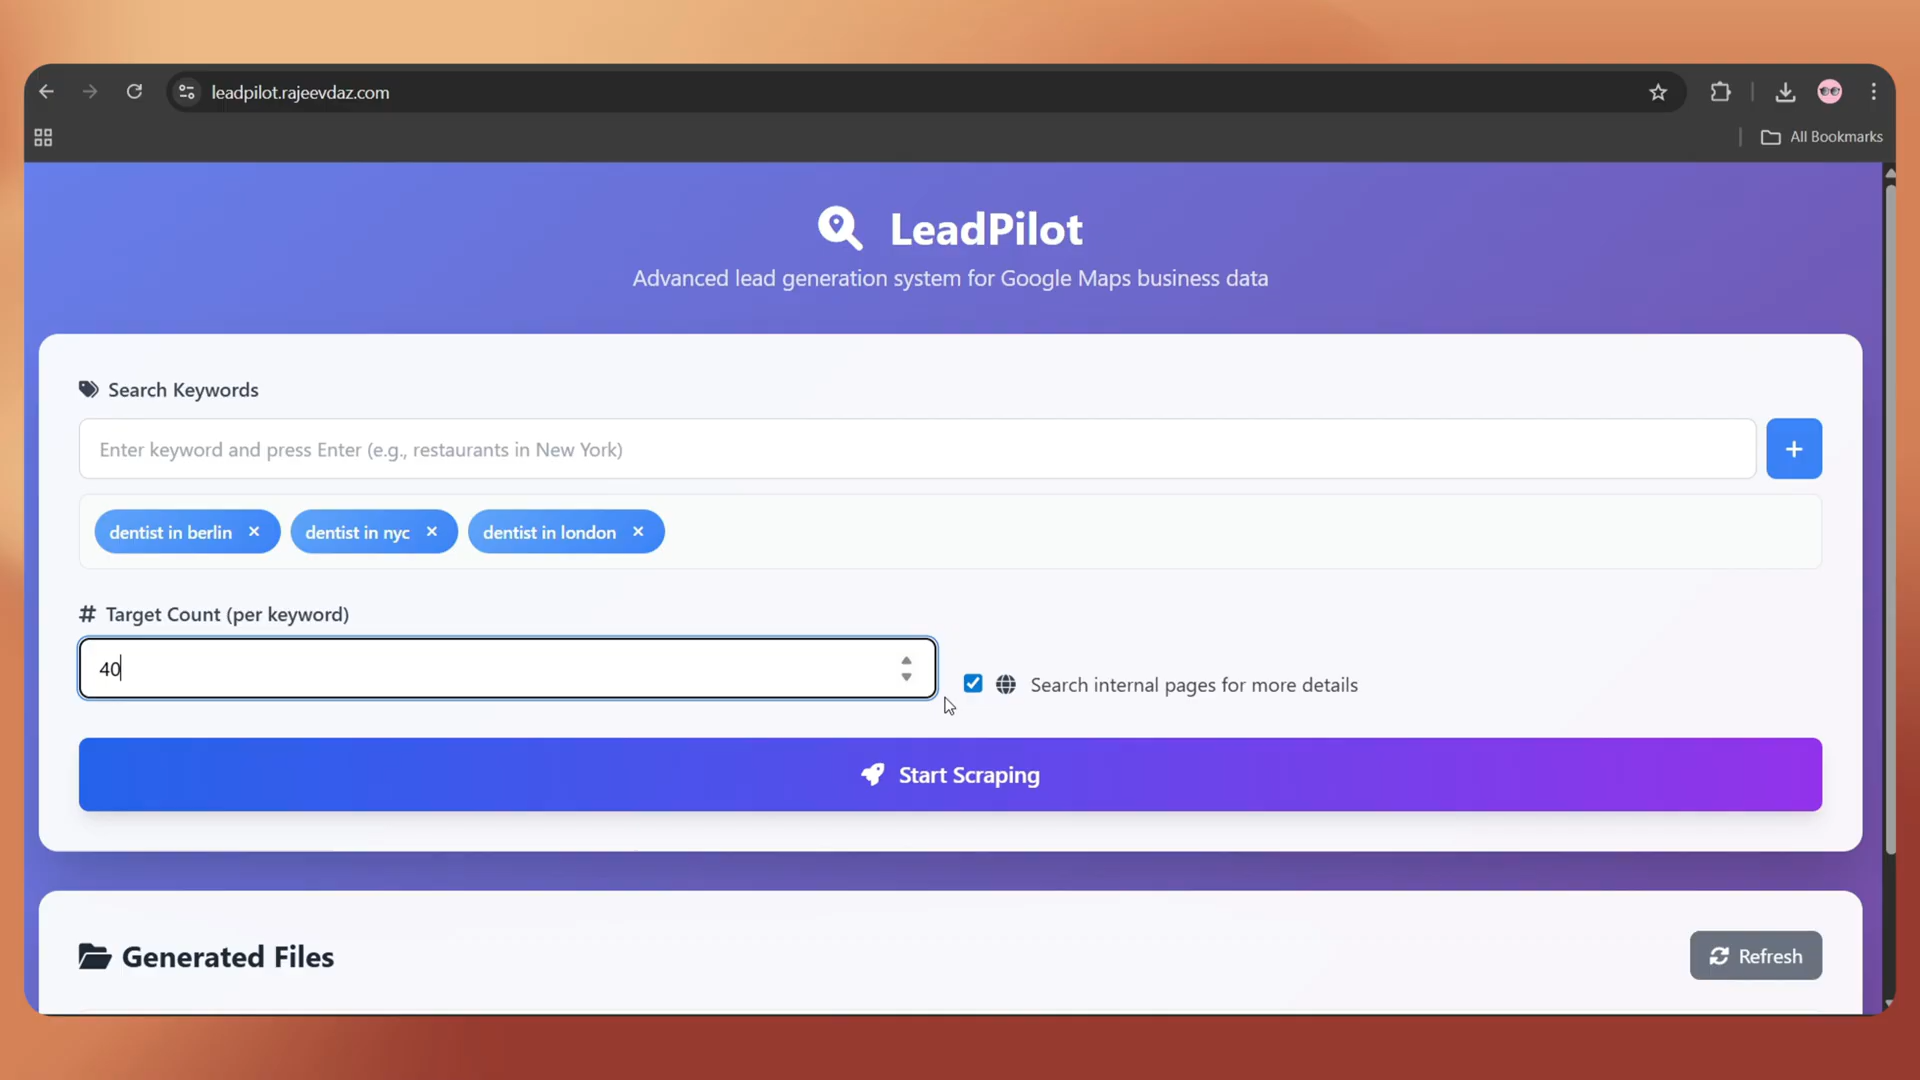 leadpilot.rajeevdaz.com
All Bookmarks
LeadPilot
Advanced lead generation system for Google Maps business data
Search Keywords
Enter keyword and press Enter (e.g., restaurants in New York)
+
dentist in berlin × dentist in nyc × dentist in london ×
# Target Count (per keyword)
40
Search internal pages for more details
Start Scraping
Generated Files
Refresh